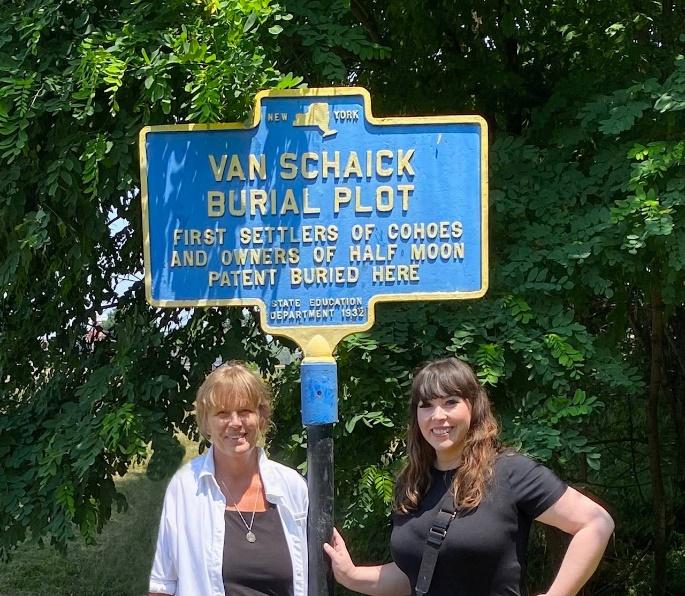 NEW YORK
VAN SCHAICK
BURIAL PLOT
FIRST SETTLERS OF COHOES
AND OWNERS OF HALF MOON
PATENT BURIED HERE
STATE EDUCATION
DEPARTMENT 1932